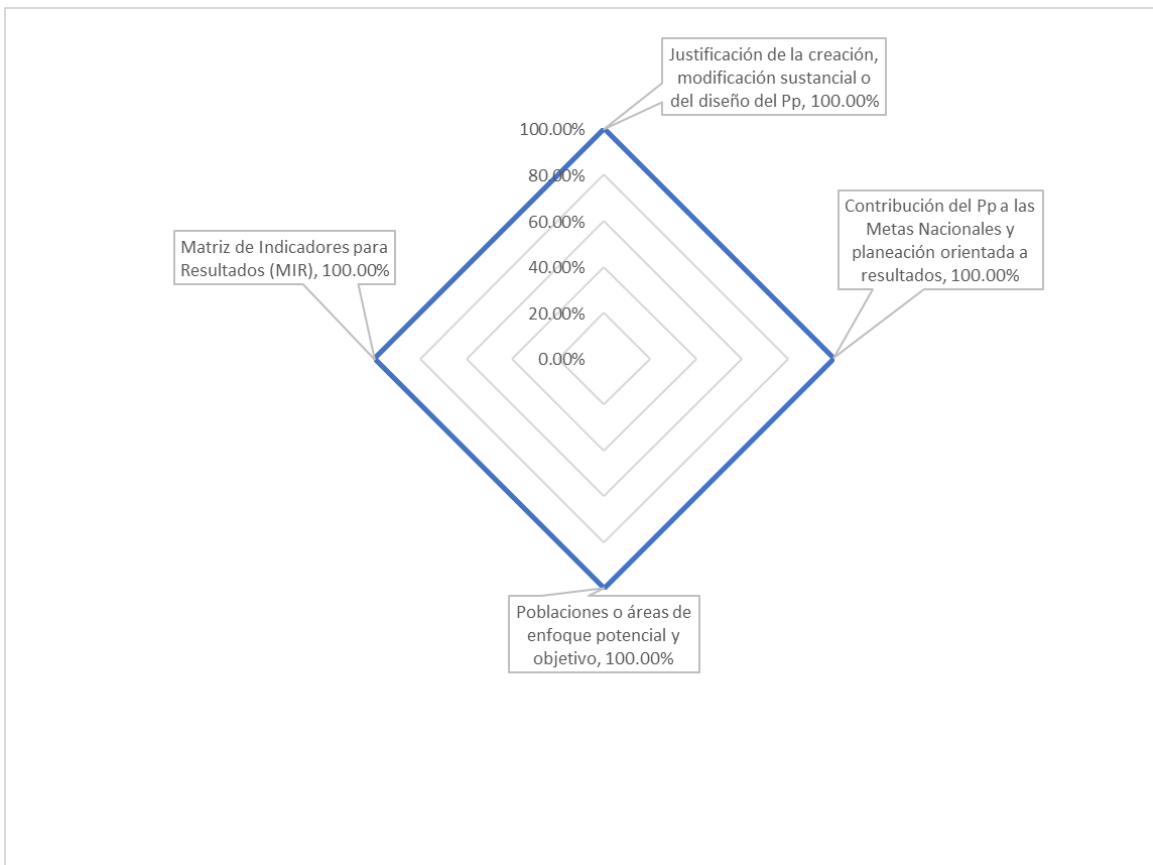 Justificación de la creación,
modificación sustancial o
del diseño del Pp, 100.00%
100.00%
80.00%
60.00%
40.00%
20.00%
0.00%
Contribución del Pp a las
Metas Nacionales y
planeación orientada a
resultados, 100.00%
Matriz de Indicadores para
Resultados (MIR), 100.00%
Poblaciones o áreas de
enfoque potencial y
objetivo, 100.00%